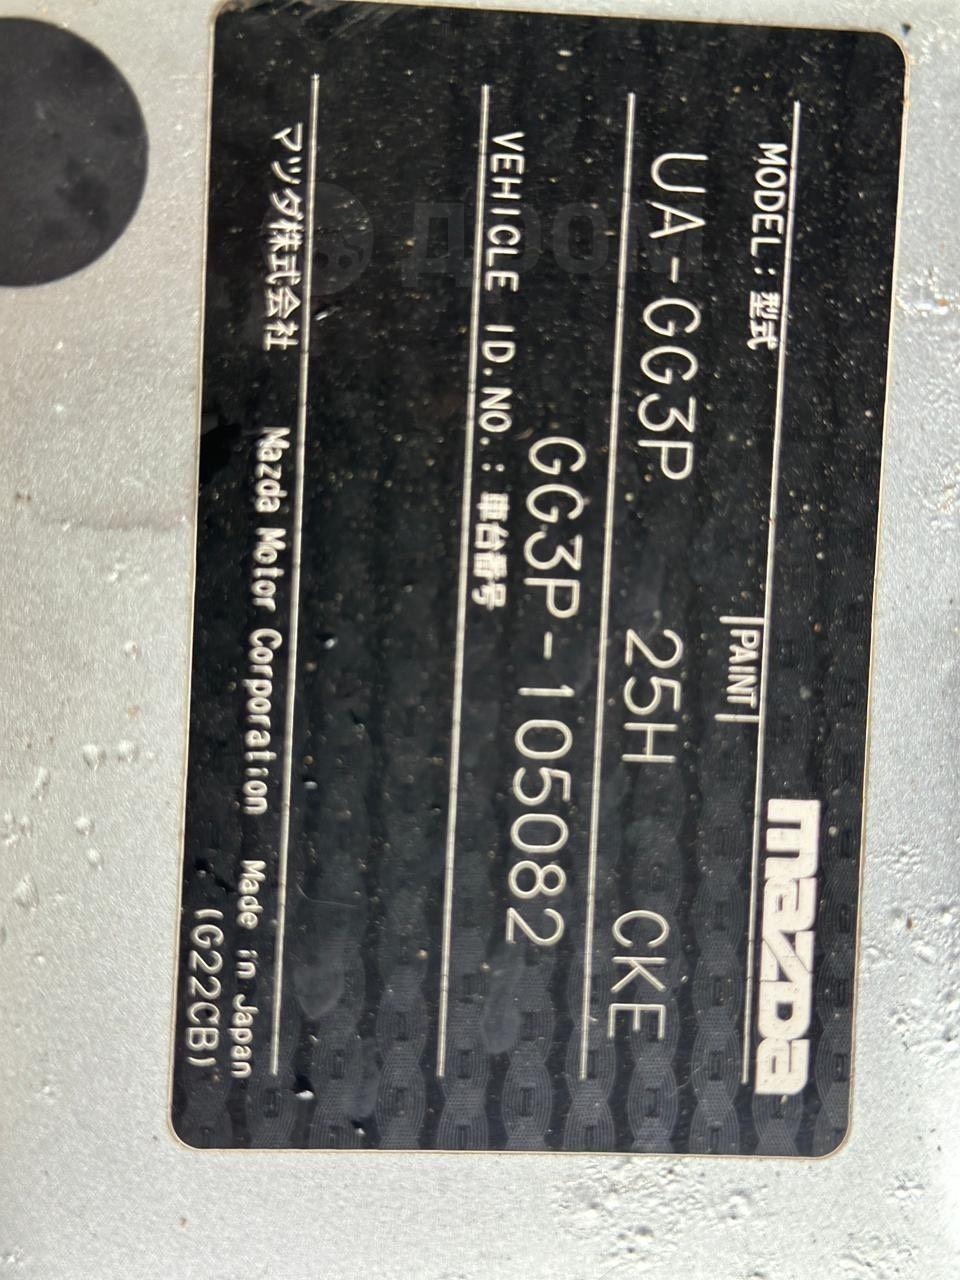 mazda
MODEL:型式
PAINT
UA-GG3P 25H CKE
GG3P-105082
VEHICLE ID.NO.:車台番号
マツダ株式会社 Mazda Motor Corporation Made in Japan
(G22CB)
ДРОМ